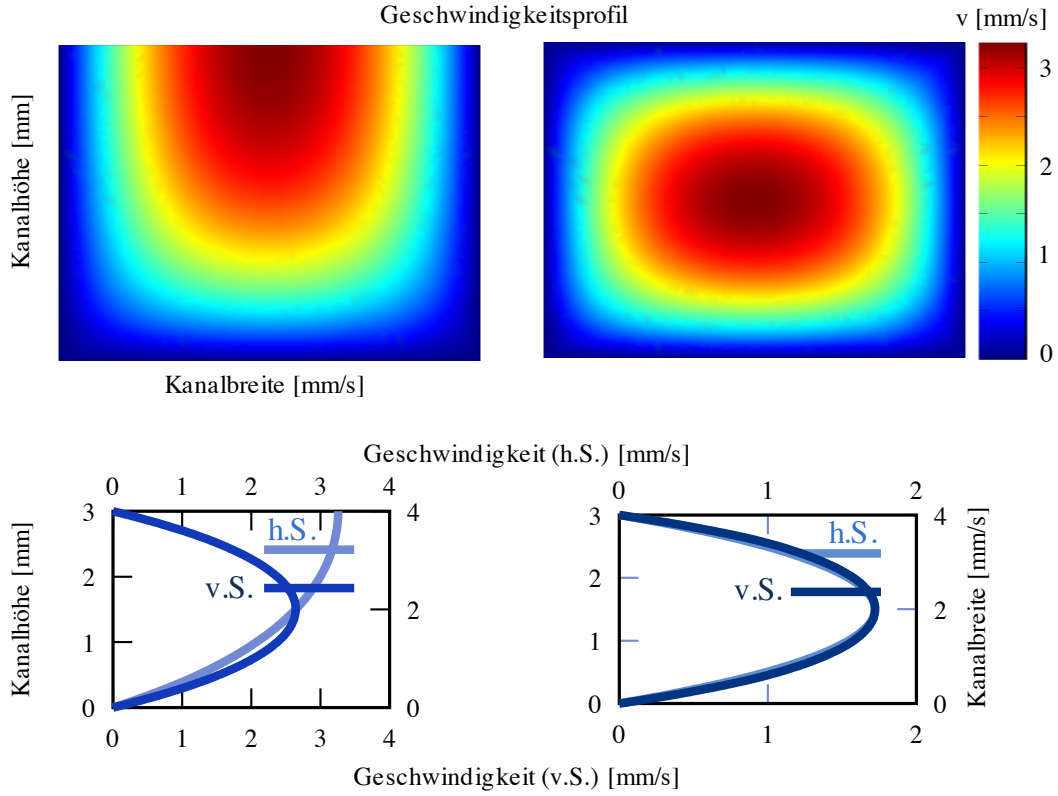 Geschwindigkeitsprofil
v [mm/s]
Kanalhöhe [mm]
3
2
1
0
Kanalbreite [mm/s]
Geschwindigkeit (h.S.) [mm/s]
0 1 2 3 4
0 1 2
Kanalhöhe [mm]
3
2
1
0
h.S.
v.S.
4
2
0
0 1 2 3 4
3
2
1
0
h.S.
v.S.
4
2
0
Kanalbreite [mm/s]
0 1 2
Geschwindigkeit (v.S.) [mm/s]